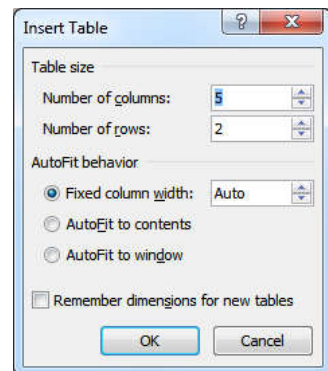 Insert Table
?
Table size
Number of columns: 5
Number of rows: 2
AutoFit behavior
Fixed column width: Auto
AutoFit to contents
AutoFit to window
Remember dimensions for new tables
OK Cancel